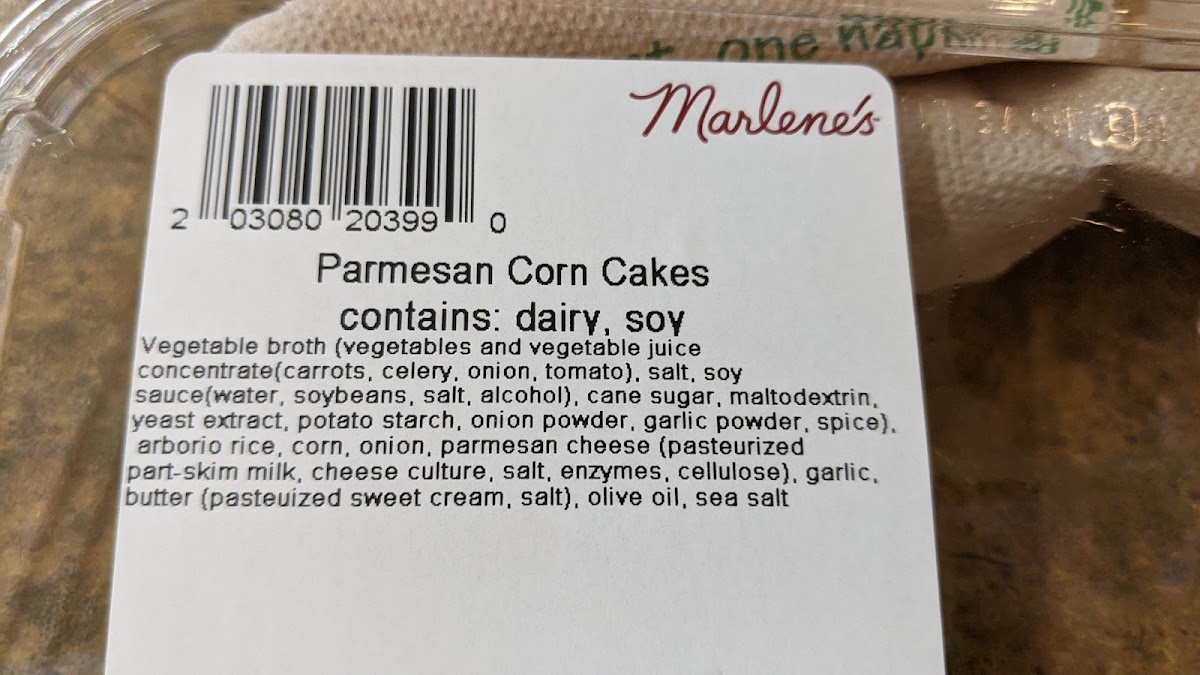 one
Marlene's
2 03080 20399 0
Parmesan Corn Cakes
contains: dairy, soy
Vegetable broth (vegetables and vegetable juice
concentrate(carrots, celery, onion, tomato), salt, soy
sauce(water, soybeans, salt, alcohol), cane sugar, maltodextrin,
yeast extract, potato starch, onion powder, garlic powder, spice),
arborio rice, corn, onion, parmesan cheese (pasteurized
part-skim milk, cheese culture, salt, enzymes, cellulose), garlic,
butter (pasteuized sweet cream, salt), olive oil, sea salt